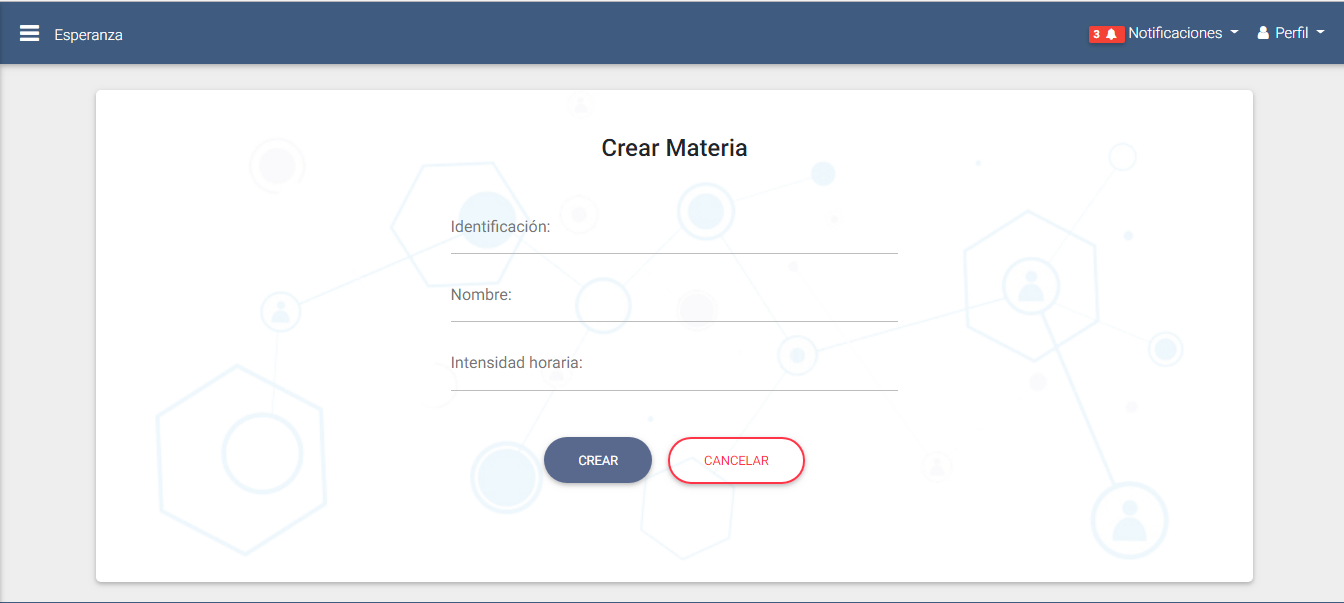 Esperanza
3 Notificaciones Perfil
Crear Materia
Identificación:
Nombre:
Intensidad horaria:
CREAR CANCELAR